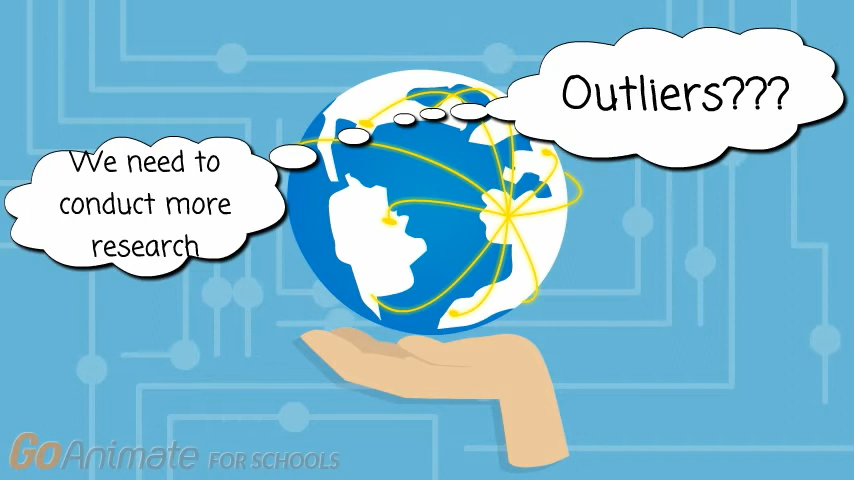 Outliers???
We need to
conduct more
research
GoAnimate FOR SCHOOLS